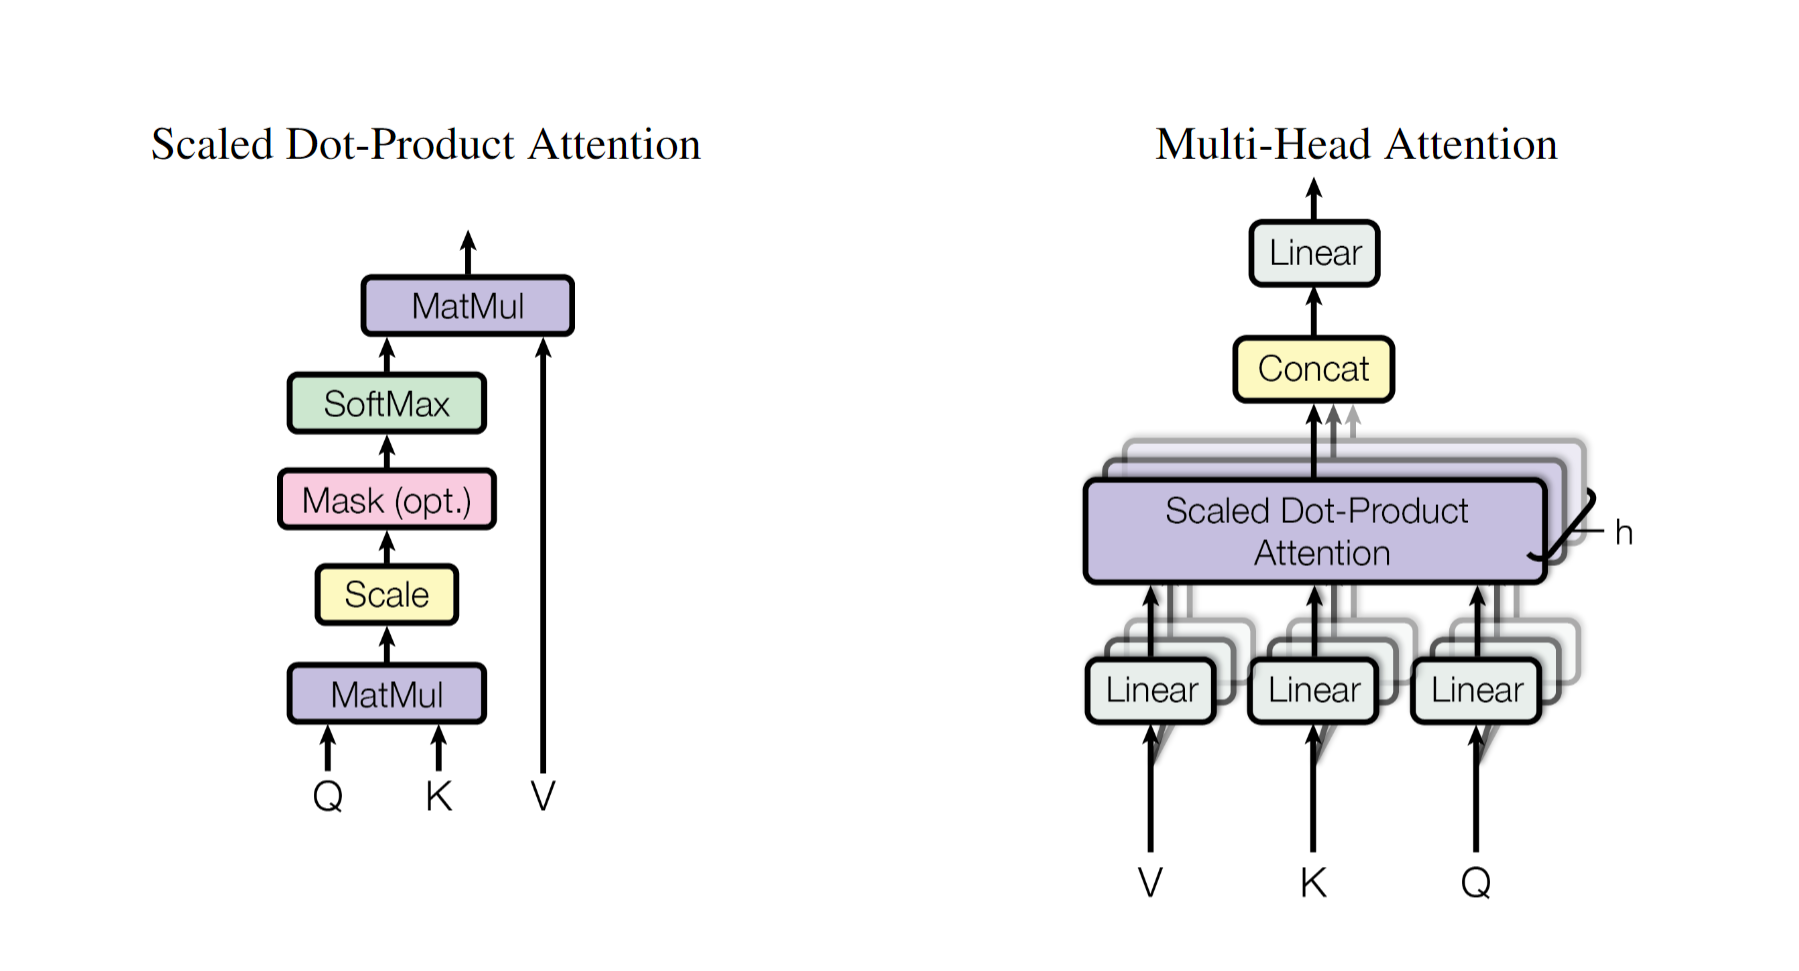 Scaled Dot-Product Attention
MatMul
SoftMax
Mask (opt.)
Scale
MatMul
Q K V
Multi-Head Attention
Linear
Concat
Scaled Dot-Product
Attention
h
Linear Linear Linear
V K Q